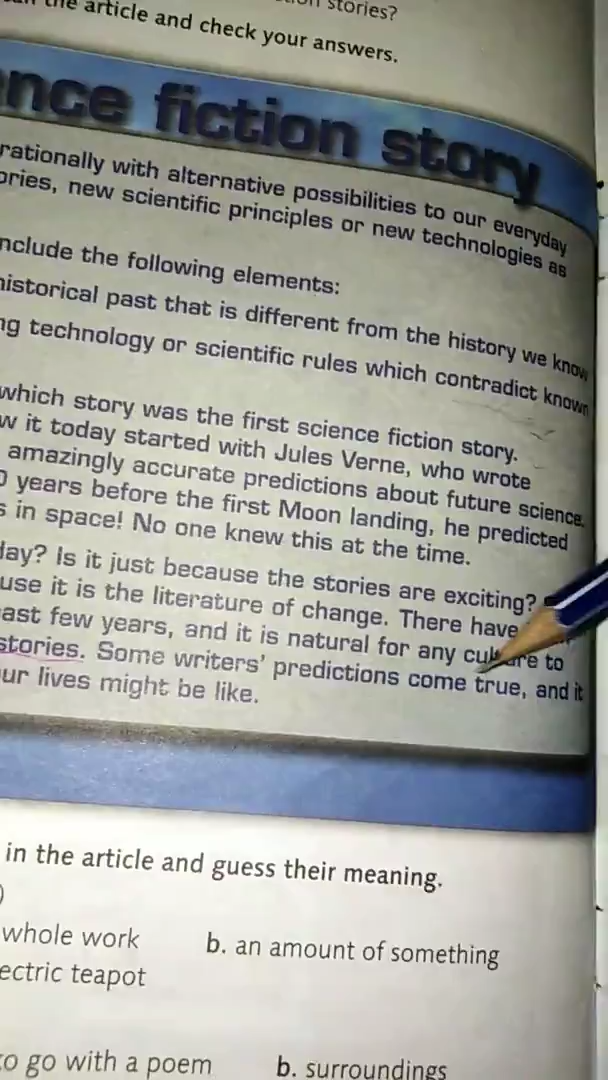 stories?
the article and check your answers.
nce fiction story
rationally with alternative possibilities to our everyday
ories, new scientific principles or new technologies as
nclude the following elements:
historical past that is different from the history we know
ng technology or scientific rules which contradict known
which story was the first science fiction story.
w it today started with Jules Verne, who wrote
amazingly accurate predictions about future science.
0 years before the first Moon landing, he predicted
s in space! No one knew this at the time.
day? Is it just because the stories are exciting?
use it is the literature of change. There have
ast few years, and it is natural for any culture to
stories. Some writers' predictions come true, and it
ur lives might be like.
in the article and guess their meaning.
)
whole work b. an amount of something
ectric teapot
to go with a poem b. surroundings